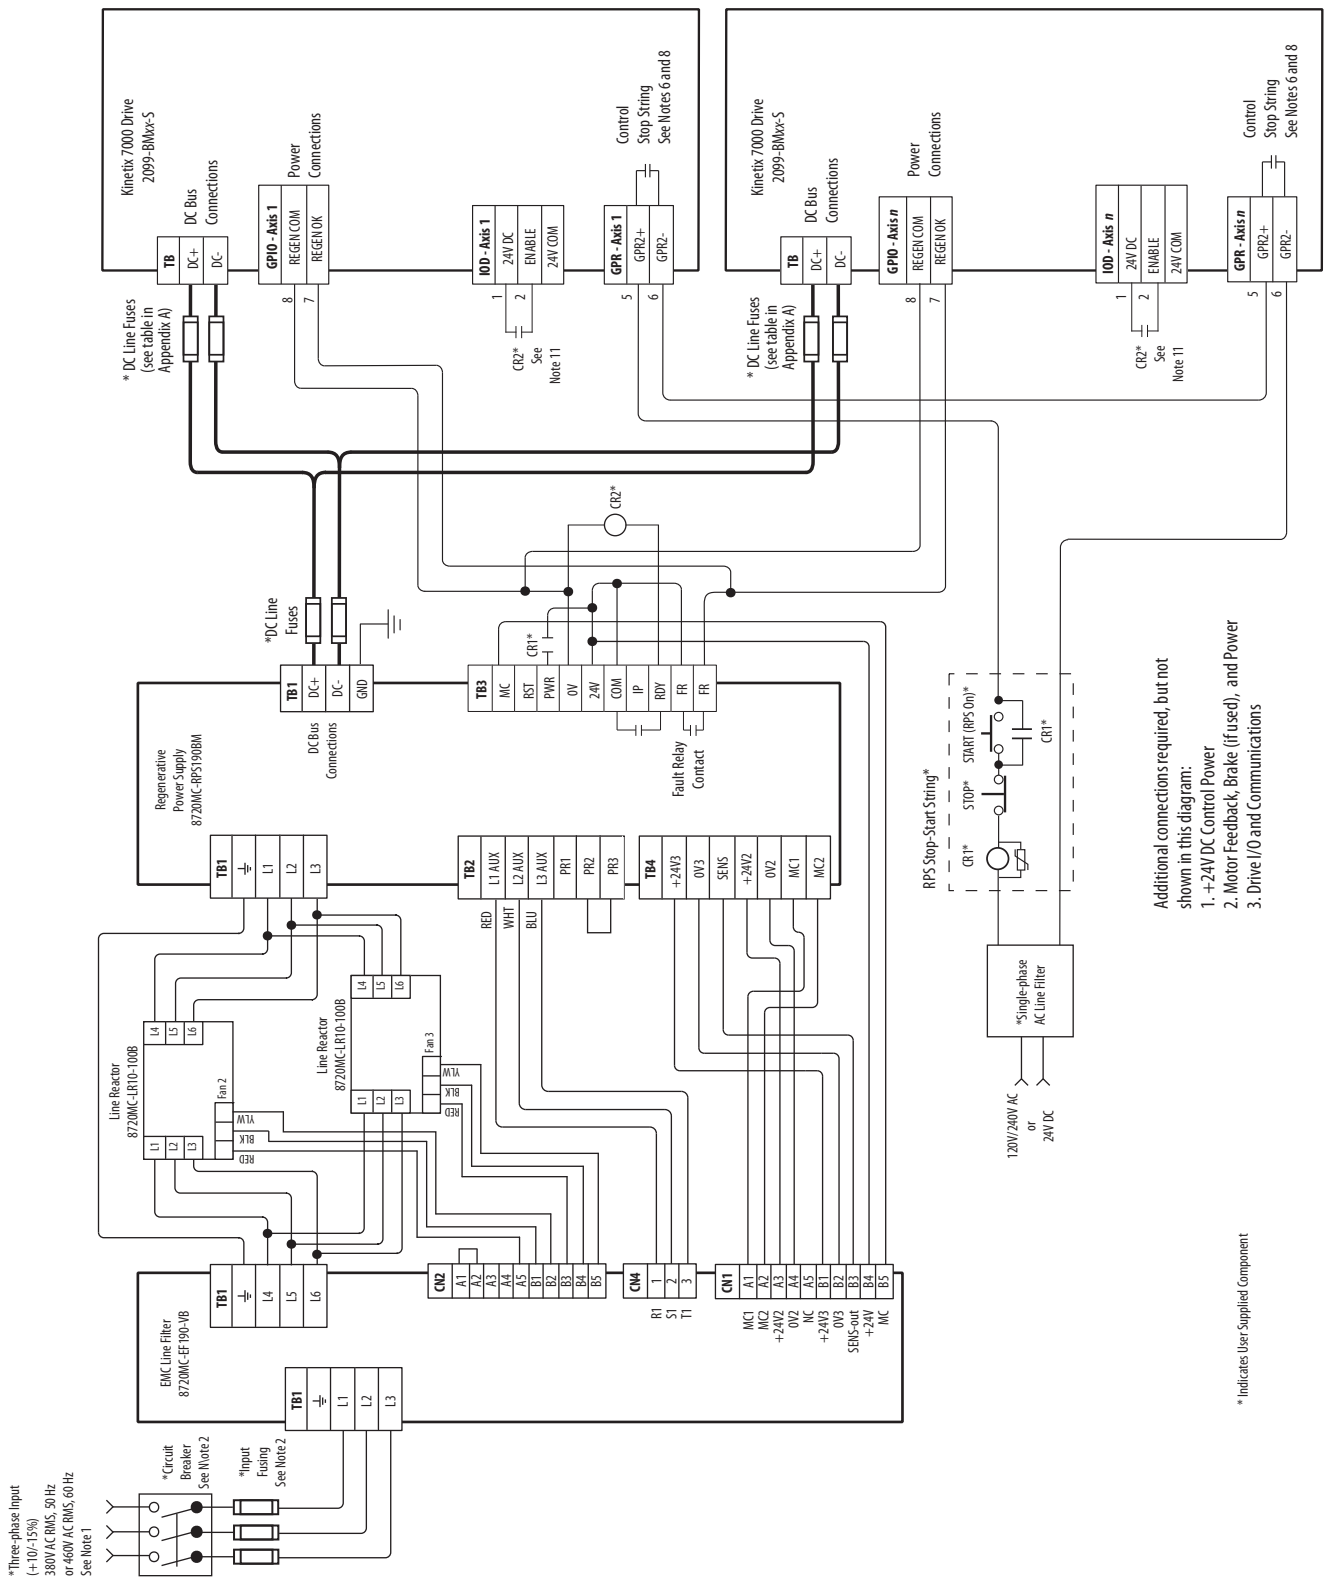 *Three-phase Input
(+10/-15%)
380V AC RMS, 50 Hz
or 460V AC RMS, 60 Hz
See Note 1
*Circuit
Breaker
See N\ote 2
*Input
Fusing
See Note 2
EMC Line Filter
8720MC-EF190-VB
TB1
L1
L2
L3
TB1
L4
L5
L6
CN2
A1
A2
A3
A4
A5
B1
B2
B3
B4
B5
CN4
1
2
3
R1
S1
T1
CN1
A1
A2
A3
A4
A5
B1
B2
B3
B4
B5
MC1
MC2
+24V2
0V2
NC
+24V3
0V3
SENS-out
+24V
MC
Line Reactor
8720MC-LR10-100B
L1
L2
L3
L4
L5
L6
Fan 2
YLW
BLK
RED
Line Reactor
8720MC-LR10-100B
L1
L2
L3
L4
L5
L6
Fan 3
YLW
BLK
RED
Regenerative
Power Supply
8720MC-RPS190BM
TB1
L1
L2
L3
TB2
L1 AUX
L2 AUX
L3 AUX
PR1
PR2
PR3
RED
WHT
BLU
TB4
+24V3
0V3
SENS
+24V2
0V2
MC1
MC2
TB1
DC+
DC-
GND
DC Bus
Connections
*DC Line
Fuses
TB3
MC
RST
PWR
0V
24V
COM
IP
RDY
FR
FR
Fault Relay
Contact
CR1*
CR2*
Kinetix 7000 Drive
2099-BMxx-S
TB
DC+
DC-
DC Bus
Connections
* DC Line Fuses
(see table in
Appendix A)
GPIO - Axis 1
REGEN COM
REGEN OK
Power
Connections
8
7
IOD - Axis 1
24V DC
ENABLE
24V COM
1
2
CR2*
See
Note 11
GPR - Axis 1
GPR2+
GPR2-
5
6
Control
Stop String
See Notes 6 and 8
Kinetix 7000 Drive
2099-BMxx-S
TB
DC+
DC-
DC Bus
Connections
* DC Line Fuses
(see table in
Appendix A)
GPIO - Axis n
REGEN COM
REGEN OK
Power
Connections
8
7
IOD - Axis n
24V DC
ENABLE
24V COM
1
2
CR2*
See
Note 11
GPR - Axis n
GPR2+
GPR2-
5
6
Control
Stop String
See Notes 6 and 8
RPS Stop-Start String*
CR1*
STOP*
START (RPS On)*
CR1*
*Single-phase
AC Line Filter
120V/240V AC
or
24V DC
Additional connections required, but not
shown in this diagram:
1. +24V DC Control Power
2. Motor Feedback, Brake (if used), and Power
3. Drive I/O and Communications
* Indicates User Supplied Component